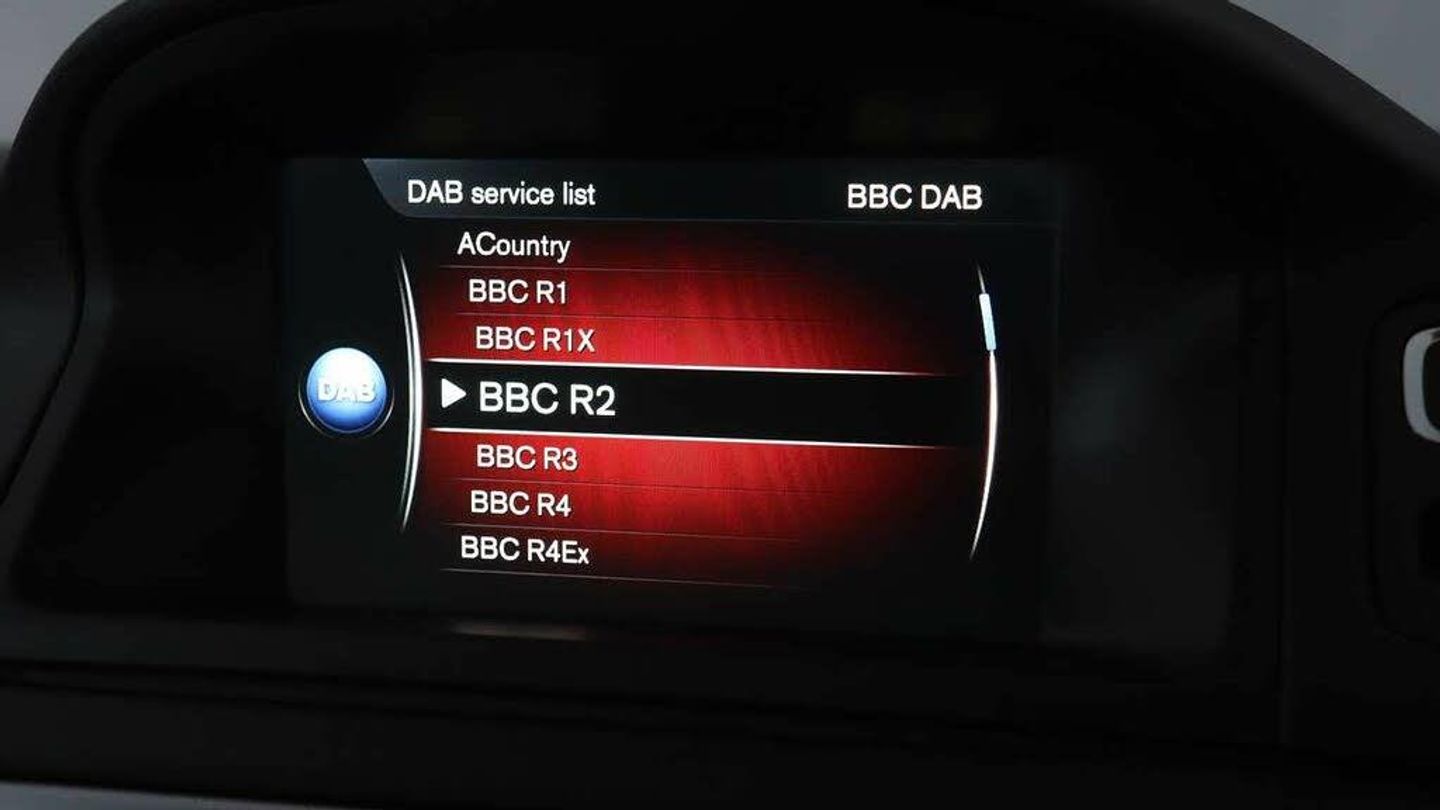 DAB service list BBC DAB
ACountry
BBC R1
BBC R1X
DAB
BBC R2
BBC R3
BBC R4
BBC R4Ex